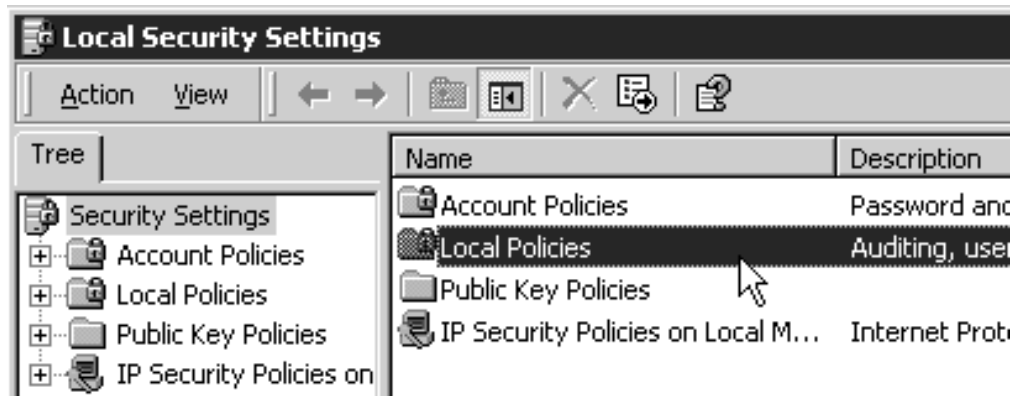 Local Security Settings
Action View
Tree
Name Description
Security Settings
Account Policies
Local Policies
Public Key Policies
IP Security Policies on
Account Policies Password and
Local Policies Auditing, user
Public Key Policies
IP Security Policies on Local M... Internet Prot